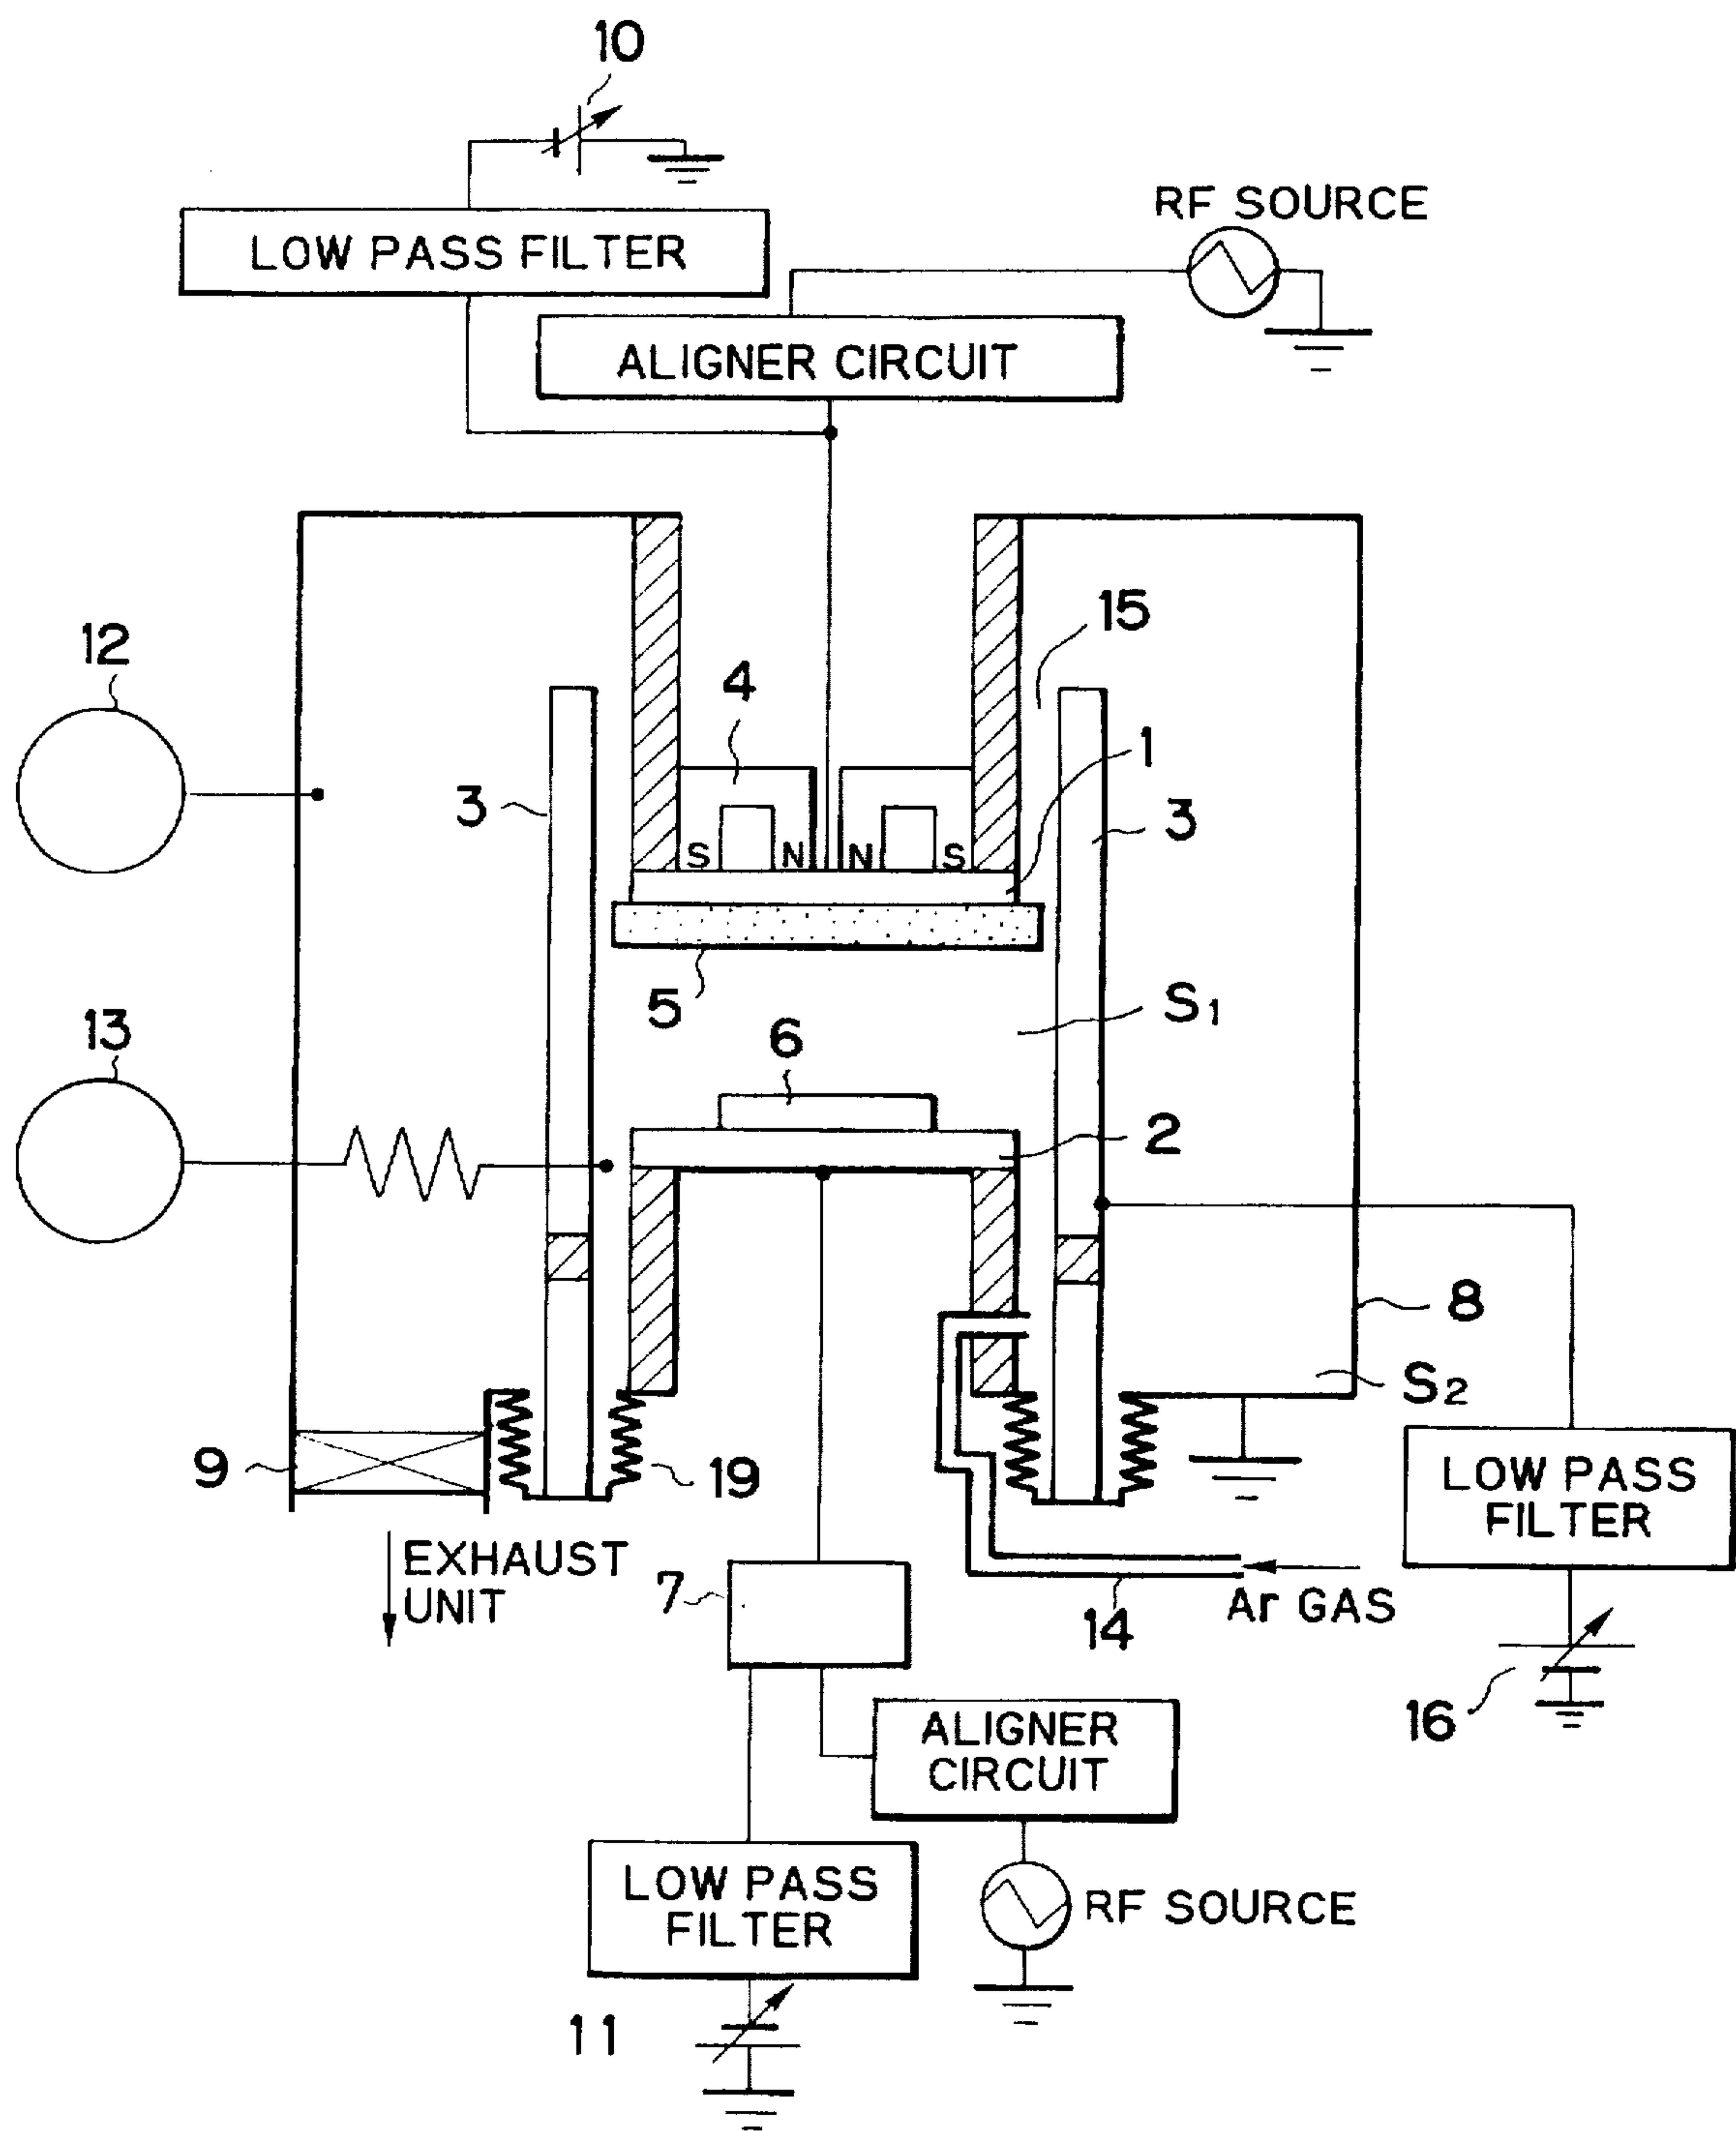 10
RF SOURCE
LOW PASS FILTER
ALIGNER CIRCUIT
15
12
4
1
3
3
S N N S
5
S1
13
6
2
8
S2
9
19
LOW PASS
FILTER
EXHAUST
UNIT
7
14
Ar GAS
16
ALIGNER
CIRCUIT
LOW PASS
FILTER
RF SOURCE
11